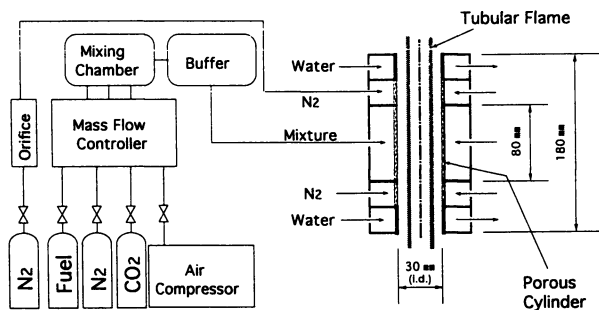 Tubular Flame
Mixing
Chamber
Buffer
Water
N2
Orifice
Mass Flow
Controller
Mixture
80 mm
180 mm
N2
Water
N2
Fuel
N2
CO2
Air
Compressor
30 mm
(i.d.)
Porous
Cylinder